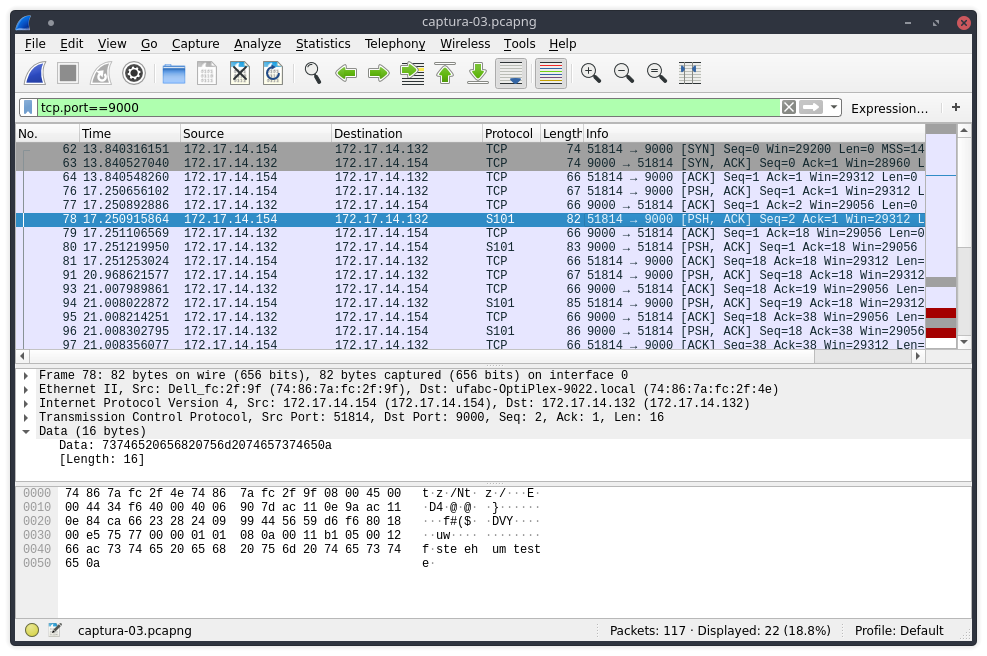 captura-03.pcapng
File Edit View Go Capture Analyze Statistics Telephony Wireless Tools Help
tcp.port==9000 Expression… +
No. Time Source Destination Protocol Length Info
62 13.840316151 172.17.14.154 172.17.14.132 TCP 74 51814 → 9000 [SYN] Seq=0 Win=29200 Len=0 MSS=14
63 13.840527040 172.17.14.132 172.17.14.154 TCP 74 9000 → 51814 [SYN, ACK] Seq=0 Ack=1 Win=28960 L
64 13.840548260 172.17.14.154 172.17.14.132 TCP 66 51814 → 9000 [ACK] Seq=1 Ack=1 Win=29312 Len=0
76 17.250656102 172.17.14.154 172.17.14.132 TCP 67 51814 → 9000 [PSH, ACK] Seq=1 Ack=1 Win=29312 L
77 17.250892886 172.17.14.132 172.17.14.154 TCP 66 9000 → 51814 [ACK] Seq=1 Ack=2 Win=29056 Len=0
78 17.250915864 172.17.14.154 172.17.14.132 S101 82 51814 → 9000 [PSH, ACK] Seq=2 Ack=1 Win=29312 L
79 17.251106569 172.17.14.132 172.17.14.154 TCP 66 9000 → 51814 [ACK] Seq=1 Ack=18 Win=29056 Len=0
80 17.251219950 172.17.14.132 172.17.14.154 S101 83 9000 → 51814 [PSH, ACK] Seq=1 Ack=18 Win=29056
81 17.251253024 172.17.14.154 172.17.14.132 TCP 66 51814 → 9000 [ACK] Seq=18 Ack=18 Win=29312 Len=
91 20.968621577 172.17.14.154 172.17.14.132 TCP 67 51814 → 9000 [PSH, ACK] Seq=18 Ack=18 Win=29312
93 21.007989861 172.17.14.132 172.17.14.154 TCP 66 9000 → 51814 [ACK] Seq=18 Ack=19 Win=29056 Len=
94 21.008022872 172.17.14.154 172.17.14.132 S101 85 51814 → 9000 [PSH, ACK] Seq=19 Ack=18 Win=29312
95 21.008214251 172.17.14.132 172.17.14.154 TCP 66 9000 → 51814 [ACK] Seq=18 Ack=38 Win=29056 Len=
96 21.008302795 172.17.14.132 172.17.14.154 S101 86 9000 → 51814 [PSH, ACK] Seq=18 Ack=38 Win=29056
97 21.008356077 172.17.14.154 172.17.14.132 TCP 66 51814 → 9000 [ACK] Seq=38 Ack=38 Win=29312 Len=
Frame 78: 82 bytes on wire (656 bits), 82 bytes captured (656 bits) on interface 0
Ethernet II, Src: Dell_fc:2f:9f (74:86:7a:fc:2f:9f), Dst: ufabc-OptiPlex-9022.local (74:86:7a:fc:2f:4e)
Internet Protocol Version 4, Src: 172.17.14.154 (172.17.14.154), Dst: 172.17.14.132 (172.17.14.132)
Transmission Control Protocol, Src Port: 51814, Dst Port: 9000, Seq: 2, Ack: 1, Len: 16
Data (16 bytes)
Data: 73746520656820756d2074657374650a
[Length: 16]
0000 74 86 7a fc 2f 4e 74 86 7a fc 2f 9f 08 00 45 00 t·z·/Nt· z·/···E·
0010 00 44 34 f6 40 00 40 06 90 7d ac 11 0e 9a ac 11 ·D4·@·@· ·}······
0020 0e 84 ca 66 23 28 24 09 99 44 56 59 d6 f6 80 18 ···f#($· ·DVY····
0030 00 e5 75 77 00 00 01 01 08 0a 00 11 b1 05 00 12 ··uw···· ········
0040 66 ac 73 74 65 20 65 68 20 75 6d 20 74 65 73 74 f·ste eh um test
0050 65 0a e·
captura-03.pcapng Packets: 117 · Displayed: 22 (18.8%) Profile: Default